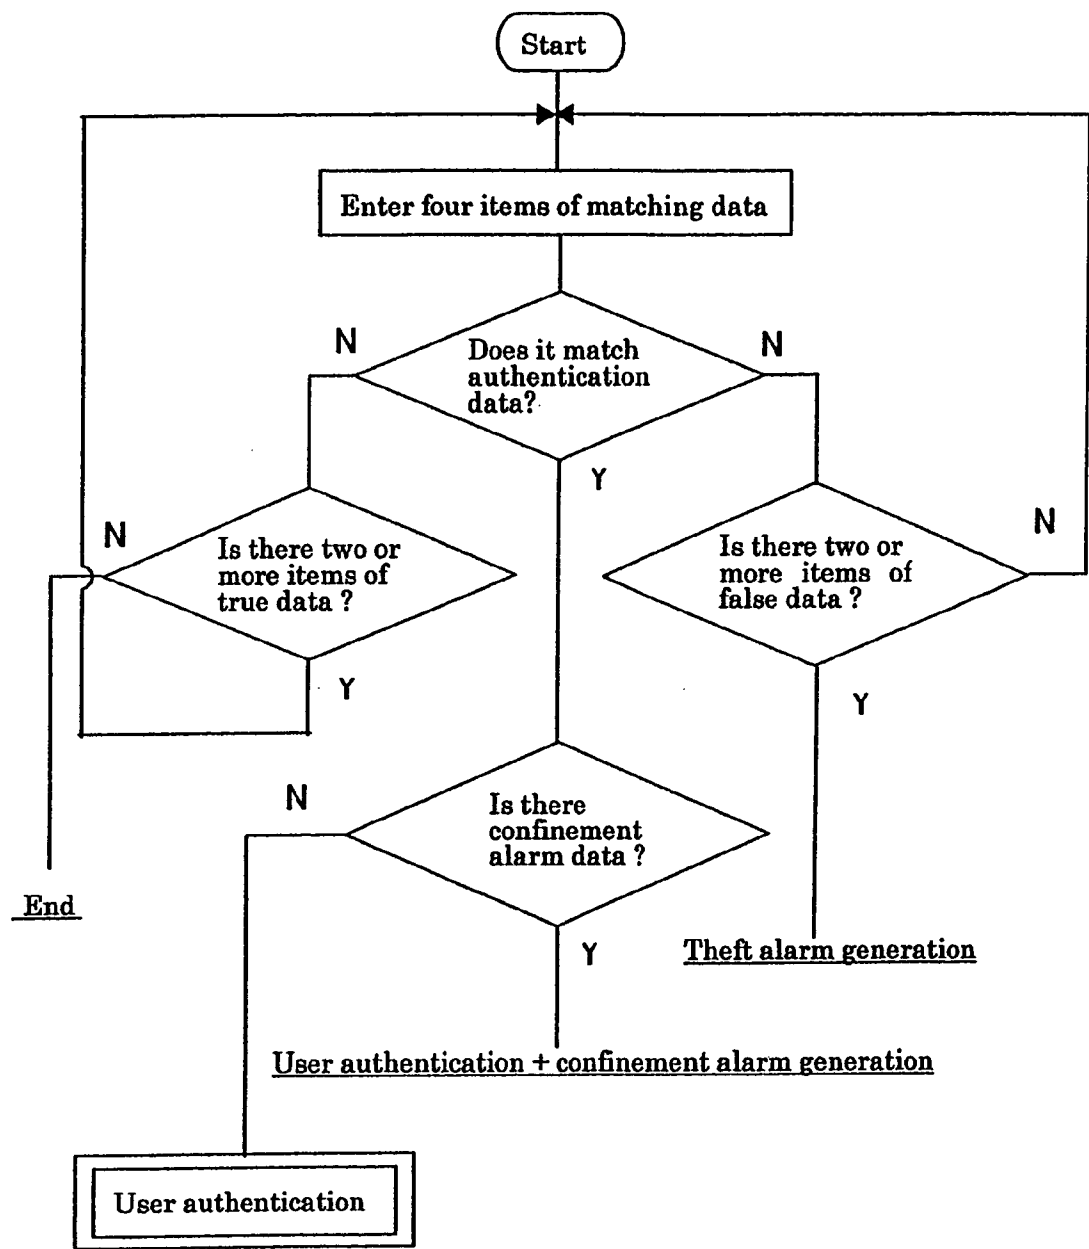 Start
Enter four items of matching data
N
N
Does it match
authentication
data?
Y
N
Is there two or
more items of
true data ?
Y
N
Is there two or
more items of
false data ?
Y
N
Is there
confinement
alarm data ?
Y
End
Theft alarm generation
User authentication + confinement alarm generation
User authentication